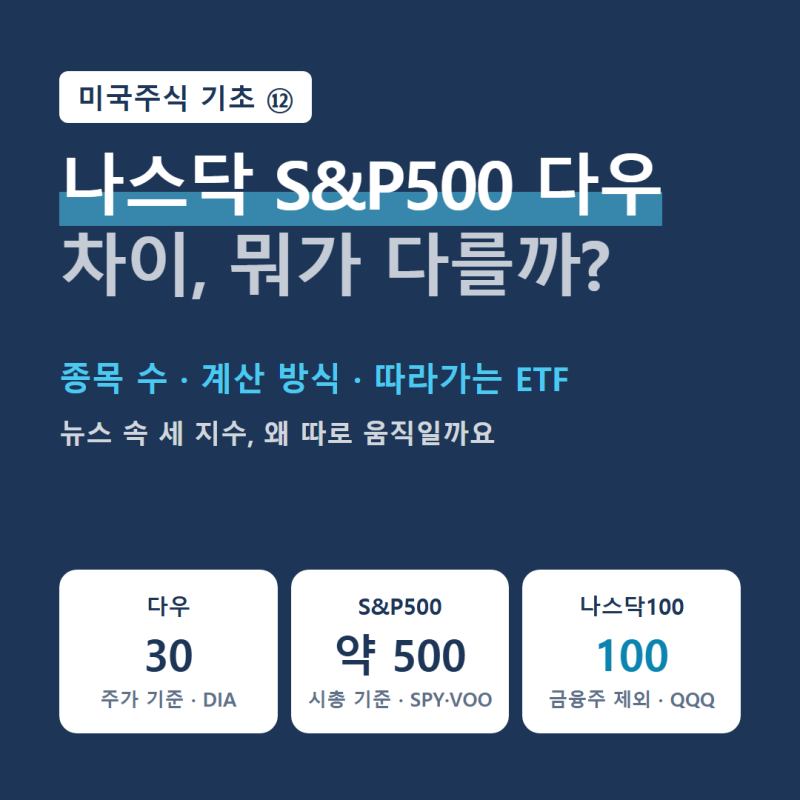 미국주식 기초 ⑫
나스닥 S&P500 다우
차이, 뭐가 다를까?
종목 수 · 계산 방식 · 따라가는 ETF
뉴스 속 세 지수, 왜 따로 움직일까요
다우
30
주가 기준 · DIA
S&P500
약 500
시총 기준 · SPY·VOO
나스닥100
100
금융주 제외 · QQQ